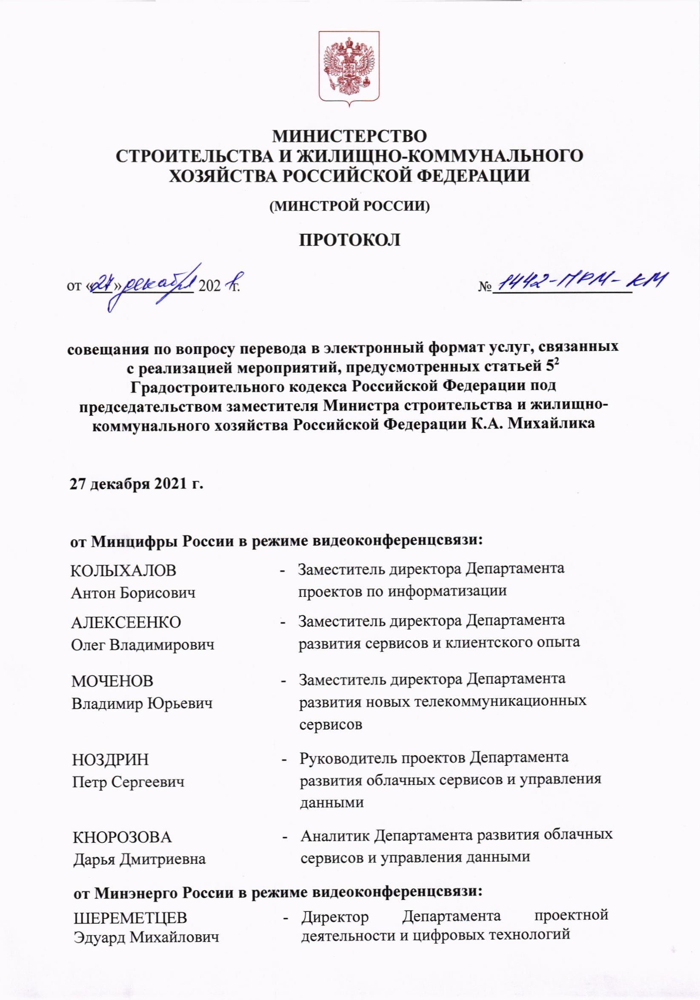 МИНИСТЕРСТВО
СТРОИТЕЛЬСТВА И ЖИЛИЩНО-КОММУНАЛЬНОГО
ХОЗЯЙСТВА РОССИЙСКОЙ ФЕДЕРАЦИИ
(МИНСТРОЙ РОССИИ)
ПРОТОКОЛ
от «27» декабря 2021 г. № 1442-ПРМ-КМ
совещания по вопросу перевода в электронный формат услуг, связанных
с реализацией мероприятий, предусмотренных статьей 5²
Градостроительного кодекса Российской Федерации под
председательством заместителя Министра строительства и жилищно-
коммунального хозяйства Российской Федерации К.А. Михайлика
27 декабря 2021 г.
от Минцифры России в режиме видеоконференцсвязи:
КОЛЫХАЛОВ - Заместитель директора Департамента
Антон Борисович проектов по информатизации
АЛЕКСЕЕНКО - Заместитель директора Департамента
Олег Владимирович развития сервисов и клиентского опыта
МОЧЕНОВ - Заместитель директора Департамента
Владимир Юрьевич развития новых телекоммуникационных
сервисов
НОЗДРИН - Руководитель проектов Департамента
Петр Сергеевич развития облачных сервисов и управления
данными
КНОРОЗОВА - Аналитик Департамента развития облачных
Дарья Дмитриевна сервисов и управления данными
от Минэнерго России в режиме видеоконференцсвязи:
ШЕРЕМЕТЦЕВ - Директор Департамента проектной
Эдуард Михайлович деятельности и цифровых технологий